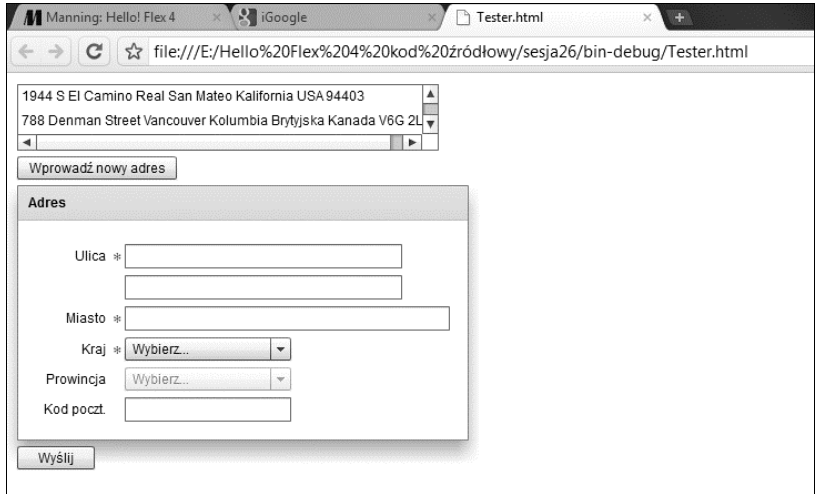 Manning: Hello! Flex 4
iGoogle
Tester.html
file:///E:/Hello%20Flex%204%20kod%20źródłowy/sesja26/bin-debug/Tester.html
1944 S El Camino Real San Mateo Kalifornia USA 94403
788 Denman Street Vancouver Kolumbia Brytyjska Kanada V6G 2L
Wprowadź nowy adres
Adres
Ulica *
Miasto *
Kraj * Wybierz...
Prowincja Wybierz...
Kod poczt.
Wyślij